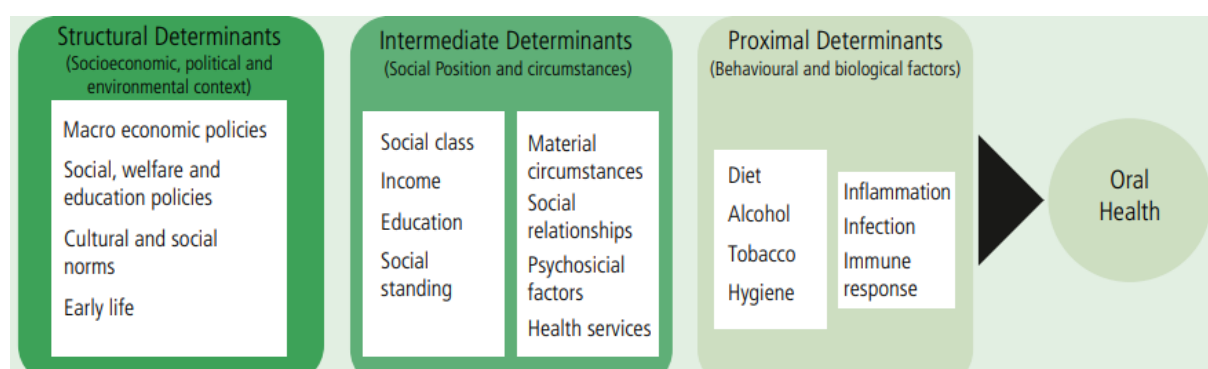 Structural Determinants
(Socioeconomic, political and
environmental context)
Macro economic policies
Social, welfare and
education policies
Cultural and social
norms
Early life
Intermediate Determinants
(Social Position and circumstances)
Social class
Income
Education
Social
standing
Material
circumstances
Social
relationships
Psychosicial
factors
Health services
Proximal Determinants
(Behavioural and biological factors)
Diet
Alcohol
Tobacco
Hygiene
Inflammation
Infection
Immune
response
Oral
Health